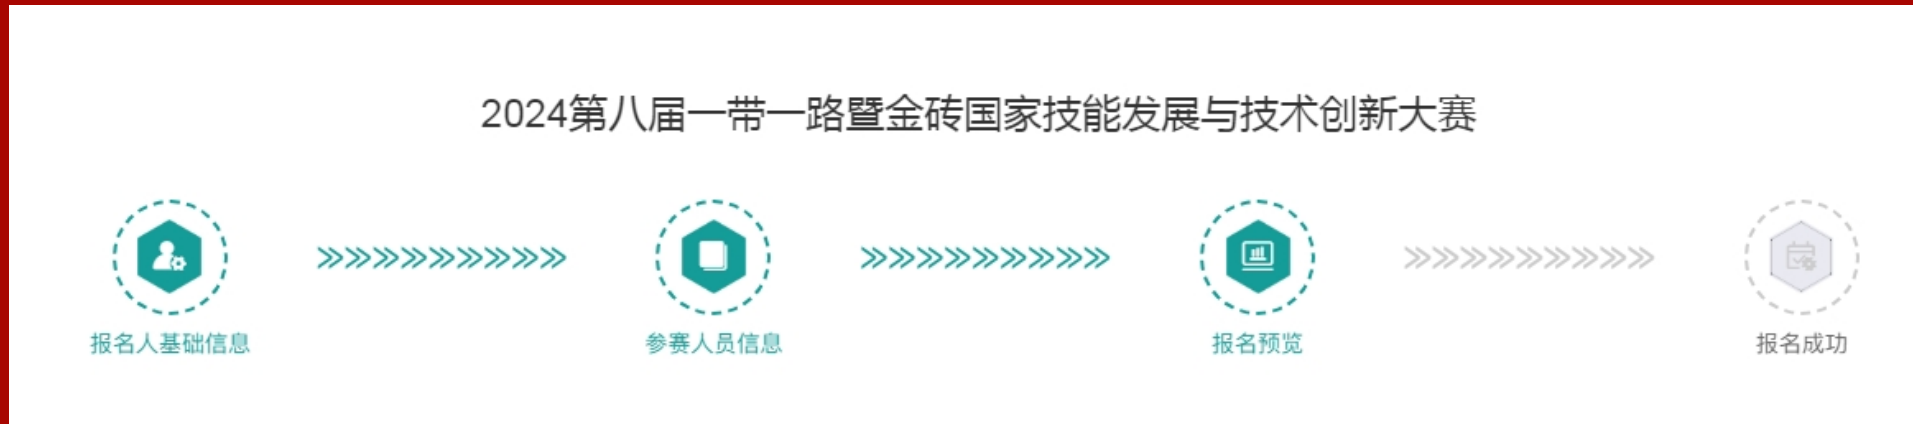 2024第八届一带一路暨金砖国家技能发展与技术创新大赛
报名人基础信息
参赛人员信息
报名预览
报名成功